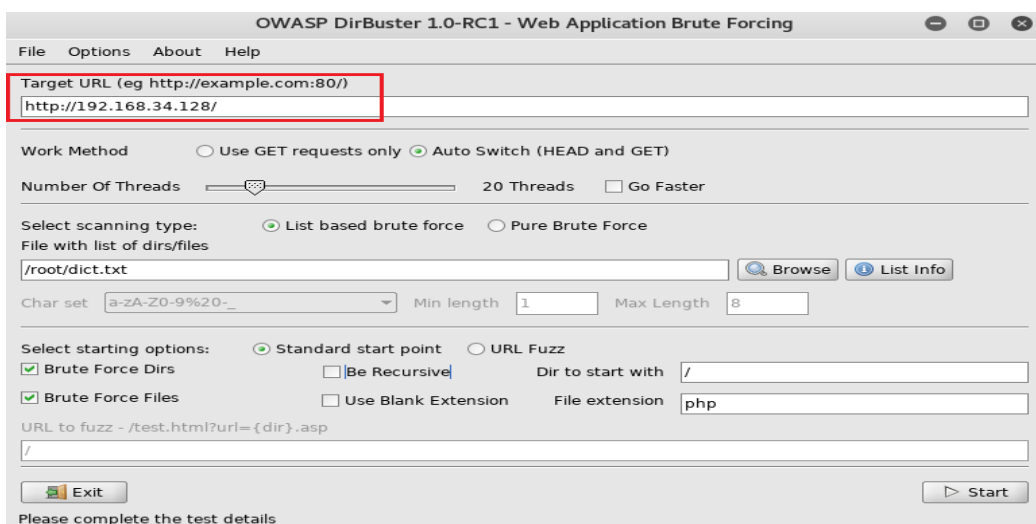 OWASP DirBuster 1.0-RC1 - Web Application Brute Forcing
File Options About Help
Target URL (eg http://example.com:80/)
http://192.168.34.128/
Work Method Use GET requests only Auto Switch (HEAD and GET)
Number Of Threads 20 Threads Go Faster
Select scanning type: List based brute force Pure Brute Force
File with list of dirs/files
/root/dict.txt Browse List Info
Char set a-zA-Z0-9%20-_ Min length 1 Max Length 8
Select starting options: Standard start point URL Fuzz
Brute Force Dirs Be Recursive Dir to start with /
Brute Force Files Use Blank Extension File extension php
URL to fuzz - /test.html?url={dir}.asp
/
Exit Start
Please complete the test details